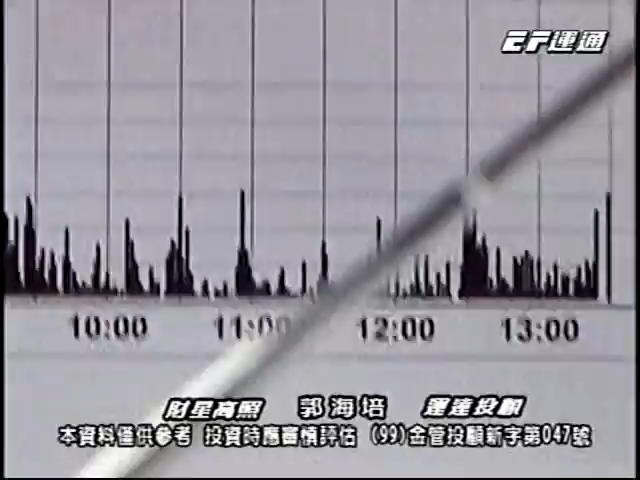 EF運通
10:00 11:00 12:00 13:00
財星高照 郭海培 運達投顧
本資料僅供參考 投資時應審慎評估 (99)金管投顧新字第047號